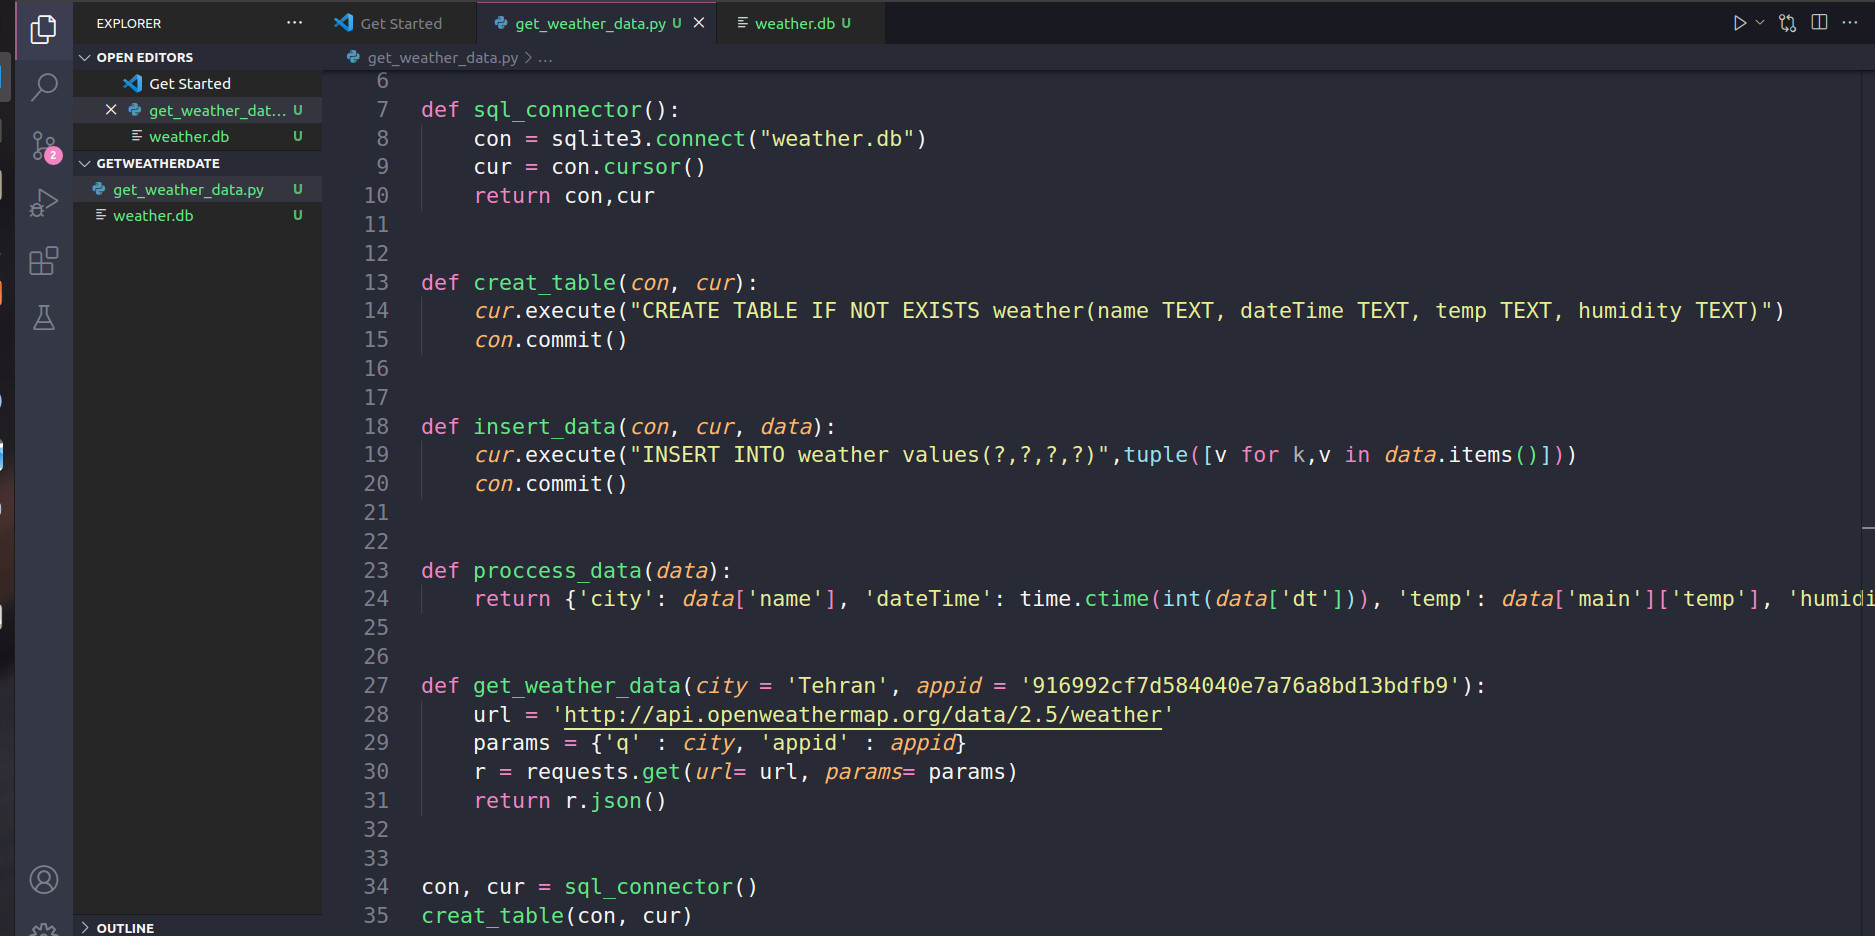 EXPLORER ...
OPEN EDITORS
Get Started
get_weather_dat... U
weather.db U
GETWEATHERDATE
get_weather_data.py U
weather.db U
2
OUTLINE
Get Started get_weather_data.py U weather.db U
get_weather_data.py > ...
6
7 def sql_connector():
8 con = sqlite3.connect("weather.db")
9 cur = con.cursor()
10 return con,cur
11
12
13 def creat_table(con, cur):
14 cur.execute("CREATE TABLE IF NOT EXISTS weather(name TEXT, dateTime TEXT, temp TEXT, humidity TEXT)")
15 con.commit()
16
17
18 def insert_data(con, cur, data):
19 cur.execute("INSERT INTO weather values(?,?,?,?)",tuple([v for k,v in data.items()]))
20 con.commit()
21
22
23 def proccess_data(data):
24 return {'city': data['name'], 'dateTime': time.ctime(int(data['dt'])), 'temp': data['main']['temp'], 'humidi
25
26
27 def get_weather_data(city = 'Tehran', appid = '916992cf7d584040e7a76a8bd13bdfb9'):
28 url = 'http://api.openweathermap.org/data/2.5/weather'
29 params = {'q' : city, 'appid' : appid}
30 r = requests.get(url= url, params= params)
31 return r.json()
32
33
34 con, cur = sql_connector()
35 creat_table(con, cur)